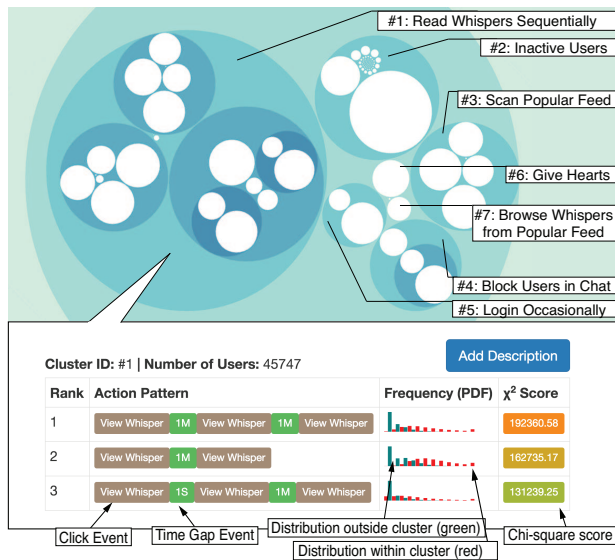 #1: Read Whispers Sequentially
#2: Inactive Users
#3: Scan Popular Feed
#6: Give Hearts
#7: Browse Whispers
from Popular Feed
#4: Block Users in Chat
#5: Login Occasionally
Cluster ID: #1 | Number of Users: 45747
Add Description
Rank Action Pattern Frequency (PDF) χ² Score
1 View Whisper 1M View Whisper 1M View Whisper 192360.58
2 View Whisper 1M View Whisper 162735.17
3 View Whisper 1S View Whisper 1M View Whisper 131239.25
Click Event Time Gap Event Distribution outside cluster (green) Chi-square score
Distribution within cluster (red)